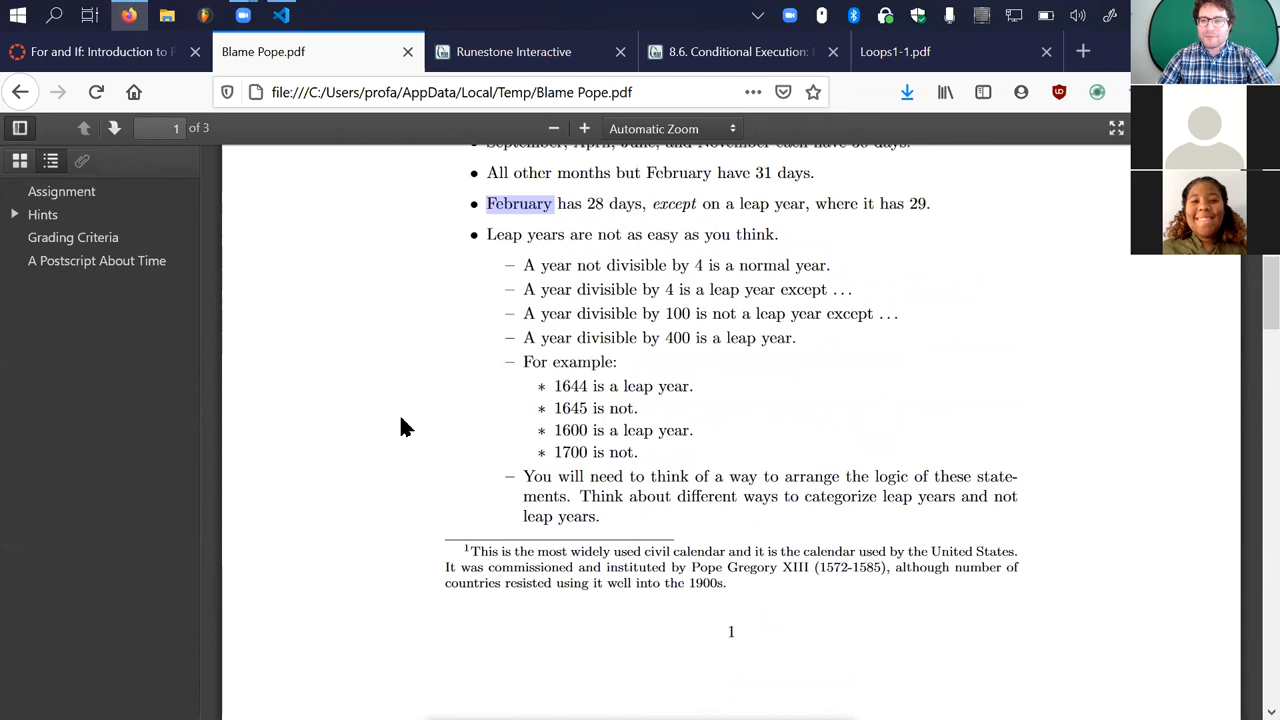 For and If: Introduction to P
Blame Pope.pdf
Runestone Interactive
8.6. Conditional Execution:
Loops1-1.pdf
file:///C:/Users/profa/AppData/Local/Temp/Blame Pope.pdf
1 of 3
Automatic Zoom
Assignment
Hints
Grading Criteria
A Postscript About Time
September, April, June, and November each have 30 days.
• All other months but February have 31 days.
• February has 28 days, except on a leap year, where it has 29.
• Leap years are not as easy as you think.
– A year not divisible by 4 is a normal year.
– A year divisible by 4 is a leap year except ...
– A year divisible by 100 is not a leap year except ...
– A year divisible by 400 is a leap year.
– For example:
∗ 1644 is a leap year.
∗ 1645 is not.
∗ 1600 is a leap year.
∗ 1700 is not.
– You will need to think of a way to arrange the logic of these state-
ments. Think about different ways to categorize leap years and not
leap years.
1This is the most widely used civil calendar and it is the calendar used by the United States.
It was commissioned and instituted by Pope Gregory XIII (1572-1585), although number of
countries resisted using it well into the 1900s.
1